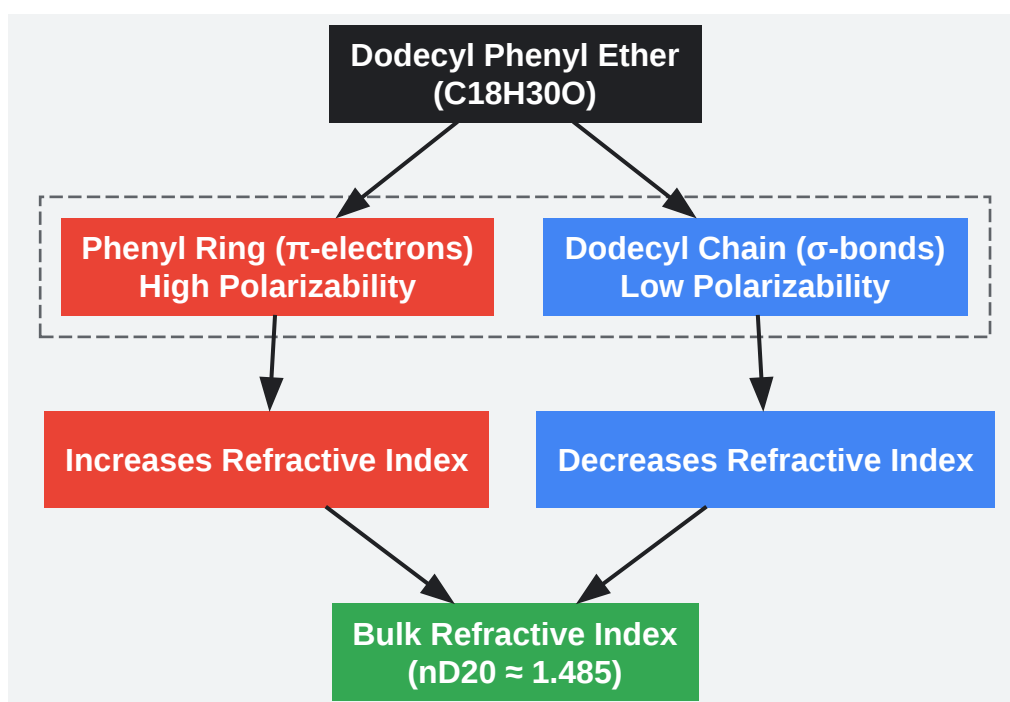 Dodecyl Phenyl Ether
(C18H30O)
Phenyl Ring (π-electrons)
High Polarizability
Dodecyl Chain (σ-bonds)
Low Polarizability
Increases Refractive Index
Decreases Refractive Index
Bulk Refractive Index
(nD20 ≈ 1.485)